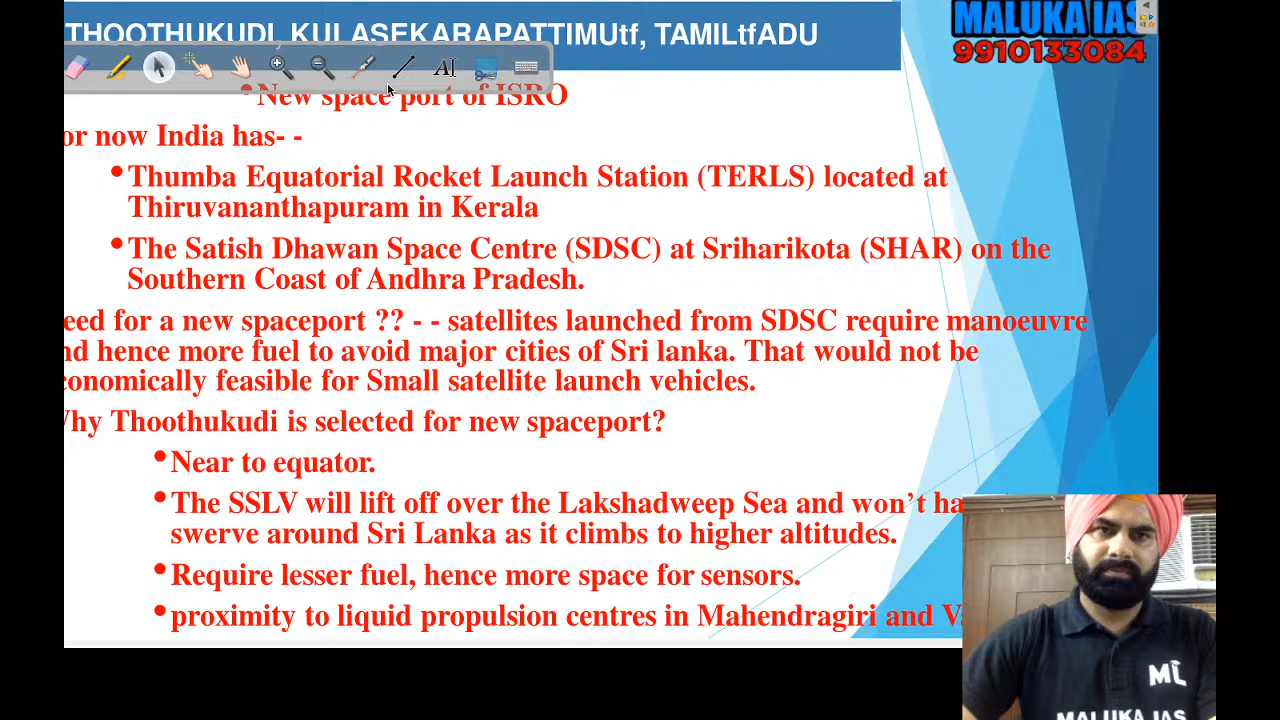 THOOTHUKUDI, KULASEKARAPATTIMUtf, TAMILtfADU
MALUKA IAS
9910133084
AI
• New space port of ISRO
or now India has- -
• Thumba Equatorial Rocket Launch Station (TERLS) located at
Thiruvananthapuram in Kerala
• The Satish Dhawan Space Centre (SDSC) at Sriharikota (SHAR) on the
Southern Coast of Andhra Pradesh.
eed for a new spaceport ?? - - satellites launched from SDSC require manoeuvre
nd hence more fuel to avoid major cities of Sri lanka. That would not be
conomically feasible for Small satellite launch vehicles.
hy Thoothukudi is selected for new spaceport?
• Near to equator.
• The SSLV will lift off over the Lakshadweep Sea and won't ha
swerve around Sri Lanka as it climbs to higher altitudes.
• Require lesser fuel, hence more space for sensors.
• proximity to liquid propulsion centres in Mahendragiri and V
ML
MALUKA IAS